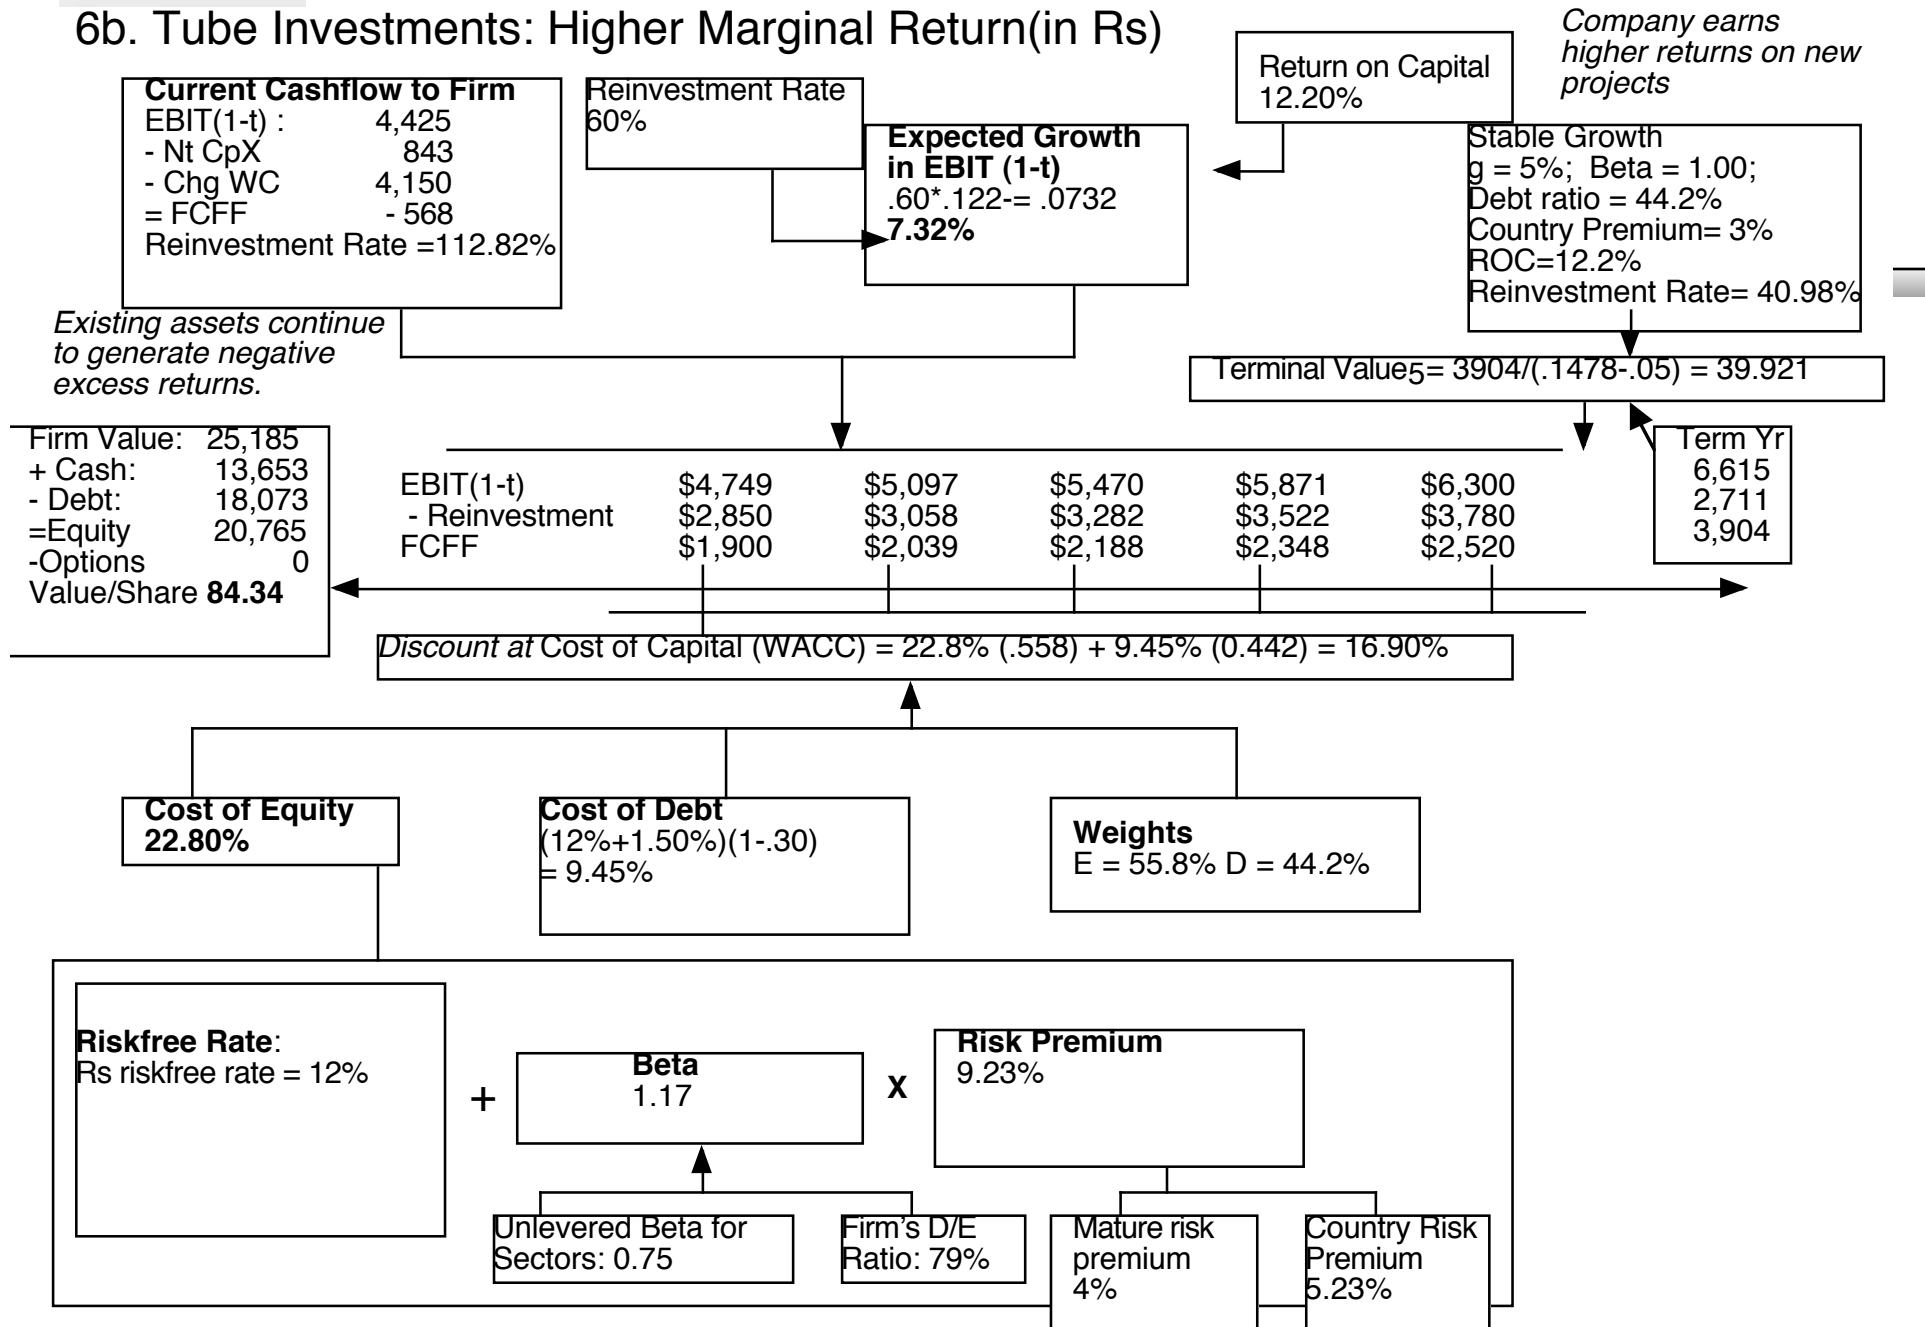 6b. Tube Investments: Higher Marginal Return(in Rs)
Company earns
higher returns on new
projects
Current Cashflow to Firm
EBIT(1-t) : 4,425
- Nt CpX 843
- Chg WC 4,150
= FCFF - 568
Reinvestment Rate =112.82%
Reinvestment Rate
60%
Expected Growth
in EBIT (1-t)
.60*.122-= .0732
7.32%
Return on Capital
12.20%
Stable Growth
g = 5%; Beta = 1.00;
Debt ratio = 44.2%
Country Premium= 3%
ROC=12.2%
Reinvestment Rate= 40.98%
Existing assets continue
to generate negative
excess returns.
Terminal Value5= 3904/(.1478-.05) = 39.921
Firm Value: 25,185
+ Cash: 13,653
- Debt: 18,073
=Equity 20,765
-Options 0
Value/Share 84.34
EBIT(1-t) $4,749 $5,097 $5,470 $5,871 $6,300
- Reinvestment $2,850 $3,058 $3,282 $3,522 $3,780
FCFF $1,900 $2,039 $2,188 $2,348 $2,520
Term Yr
6,615
2,711
3,904
Discount at Cost of Capital (WACC) = 22.8% (.558) + 9.45% (0.442) = 16.90%
Cost of Equity
22.80%
Cost of Debt
(12%+1.50%)(1-.30)
= 9.45%
Weights
E = 55.8% D = 44.2%
Riskfree Rate:
Rs riskfree rate = 12%
+
Beta
1.17
X
Risk Premium
9.23%
Unlevered Beta for
Sectors: 0.75
Firm's D/E
Ratio: 79%
Mature risk
premium
4%
Country Risk
Premium
5.23%